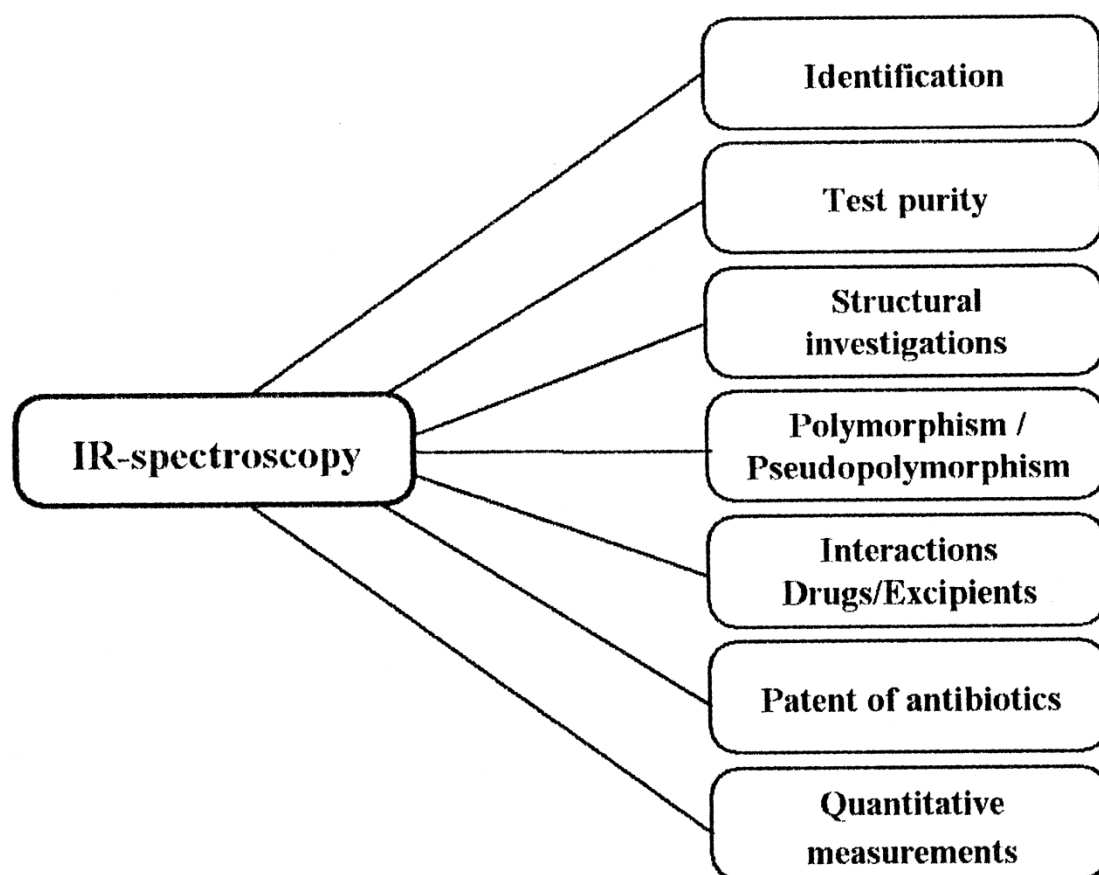 Identification
Test purity
Structural
investigations
IR-spectroscopy
Polymorphism /
Pseudopolymorphism
Interactions
Drugs/Excipients
Patent of antibiotics
Quantitative
measurements